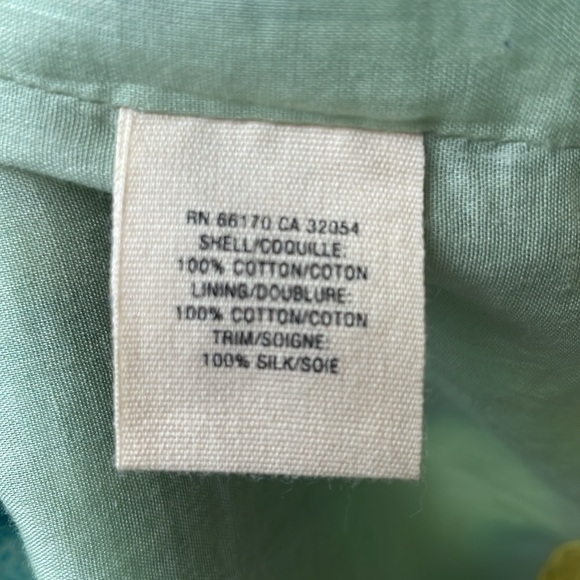 RN 66170 CA 32054
SHELL/COQUILLE:
100% COTTON/COTON
LINING/DOUBLURE:
100% COTTON/COTON
TRIM/SOIGNE:
100% SILK/SOIE